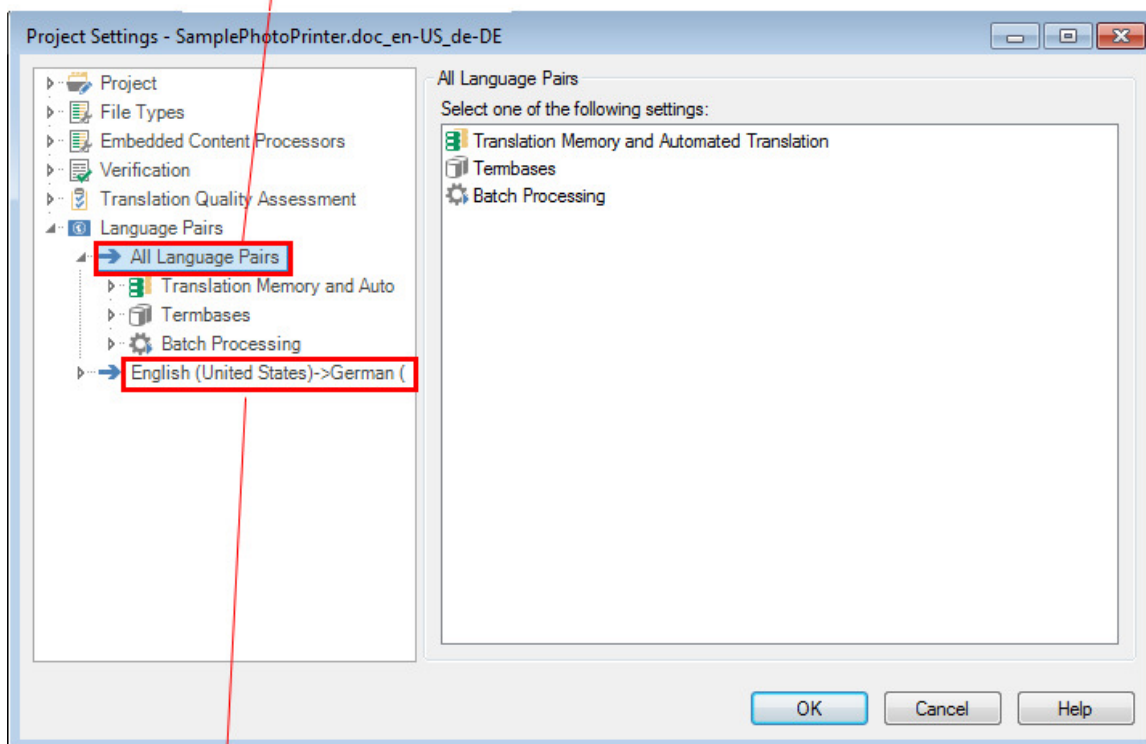 Project Settings - SamplePhotoPrinter.doc_en-US_de-DE
Project
File Types
Embedded Content Processors
Verification
Translation Quality Assessment
Language Pairs
All Language Pairs
Translation Memory and Auto
Termbases
Batch Processing
English (United States)->German (
All Language Pairs
Select one of the following settings:
Translation Memory and Automated Translation
Termbases
Batch Processing
OK Cancel Help